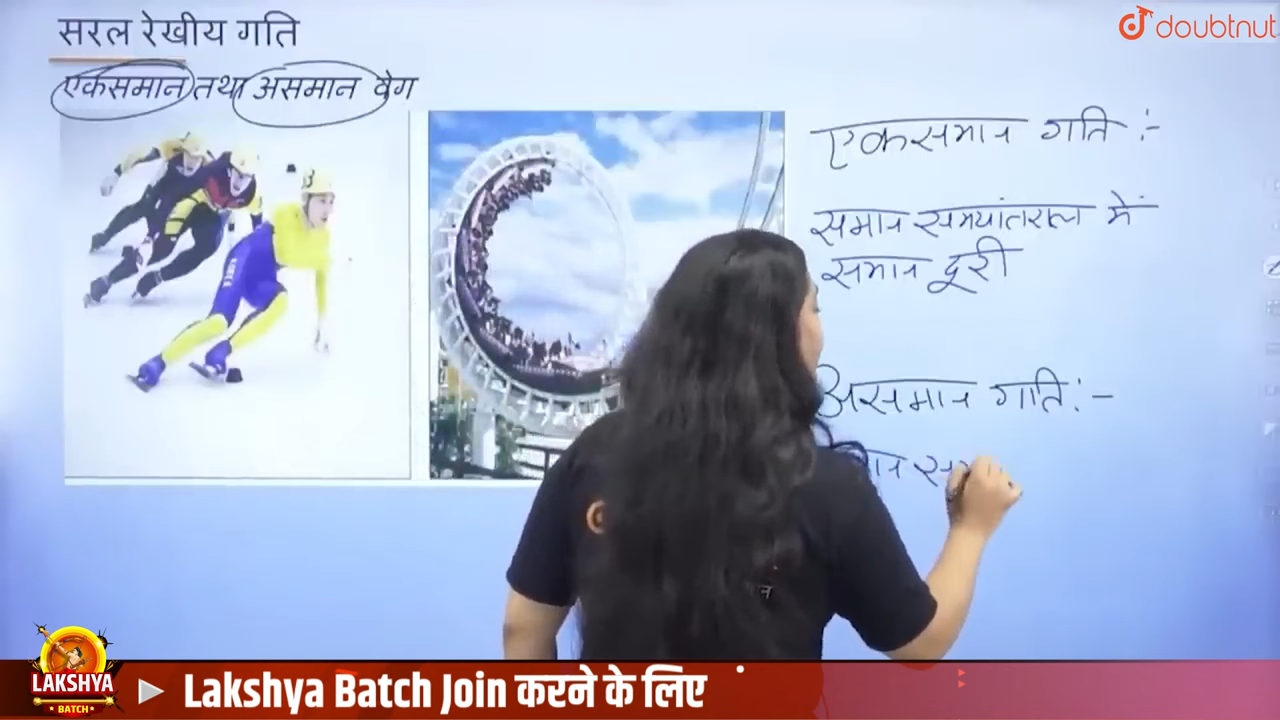 सरल रेखीय गति
doubtnut
एकसमान तथा असमान वेग
एकसमान गति :-
समान समयांतराल में
समान दूरी
असमान गति :-
LAKSHYA
BATCH
Lakshya Batch Join करने के लिए